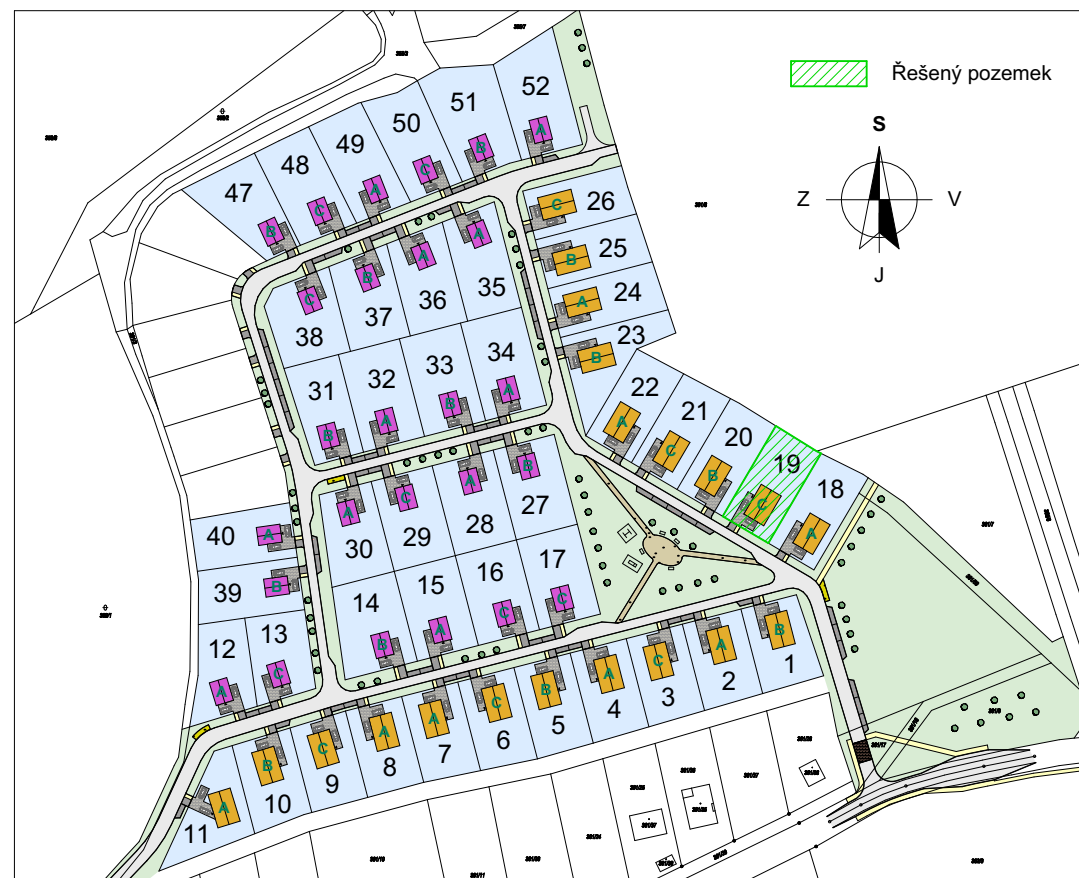 Řešený pozemek
S
Z V
J
52
51
50
49
48
47
A
B
C
A
C
B
26
C
25
B
24
A
23
B
35
A
36
A
37
B
38
C
34
A
33
B
32
A
31
B
22
A
21
C
20
B
19
C
18
A
27
B
28
A
29
C
30
A
40
A
39
B
17
C
16
C
15
A
14
B
13
C
12
A
1
B
2
A
3
C
4
A
5
B
6
C
7
A
8
A
9
C
10
B
11
A